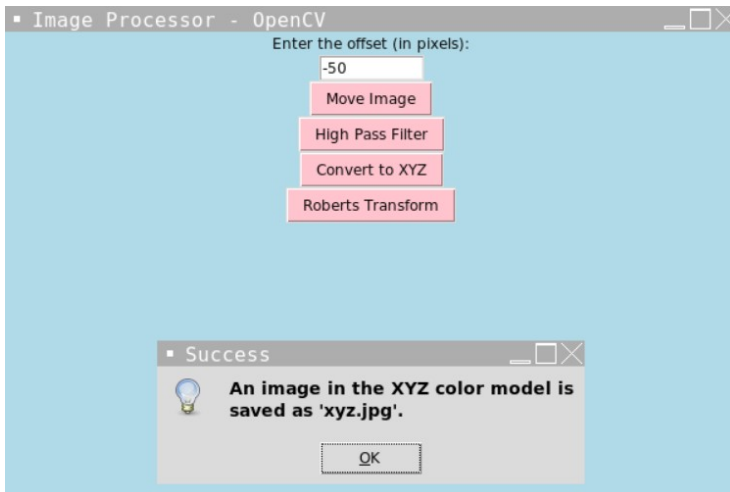 Image Processor - OpenCV
Enter the offset (in pixels):
-50
Move Image
High Pass Filter
Convert to XYZ
Roberts Transform
Success
An image in the XYZ color model is
saved as 'xyz.jpg'.
OK